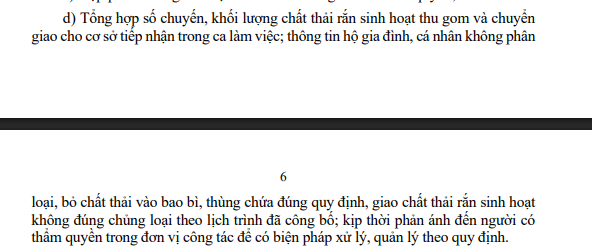 d) Tổng hợp số chuyến, khối lượng chất thải rắn sinh hoạt thu gom và chuyển
giao cho cơ sở tiếp nhận trong ca làm việc; thông tin hộ gia đình, cá nhân không phân
6
loại, bỏ chất thải vào bao bì, thùng chứa đúng quy định, giao chất thải rắn sinh hoạt
không đúng chủng loại theo lịch trình đã công bố; kịp thời phản ánh đến người có
thẩm quyền trong đơn vị công tác để có biện pháp xử lý, quản lý theo quy định.